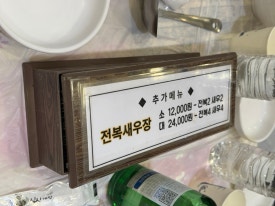 ◆ 추가메뉴 ◆
전복새우장
소 12,000원 - 전복2 새우2
대 24,000원 - 전복4 새우4